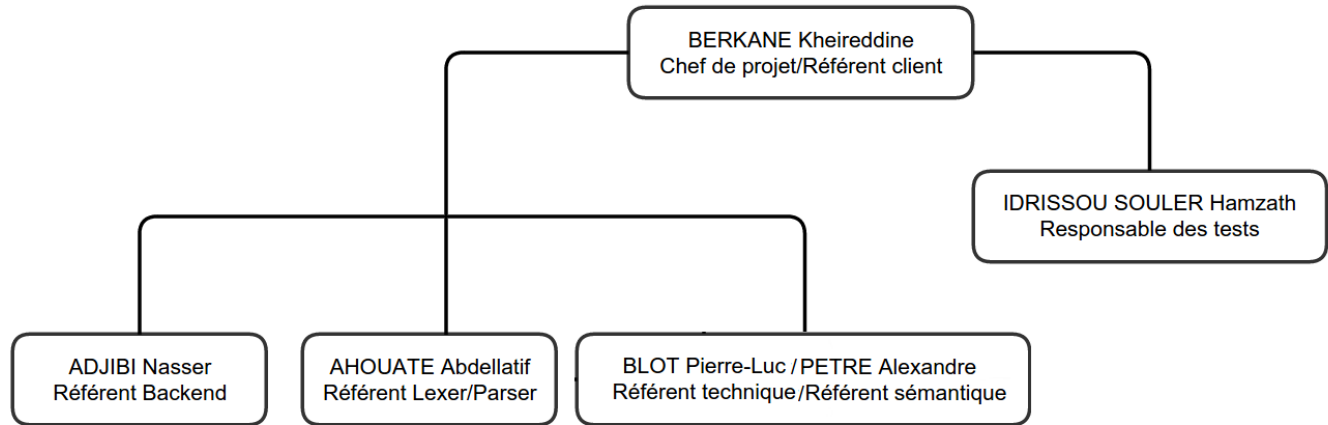 BERKANE Kheireddine
Chef de projet/Référent client
IDRISSOU SOULER Hamzath
Responsable des tests
ADJIBI Nasser
Référent Backend
AHOUATE Abdellatif
Référent Lexer/Parser
BLOT Pierre-Luc / PETRE Alexandre
Référent technique/Référent sémantique